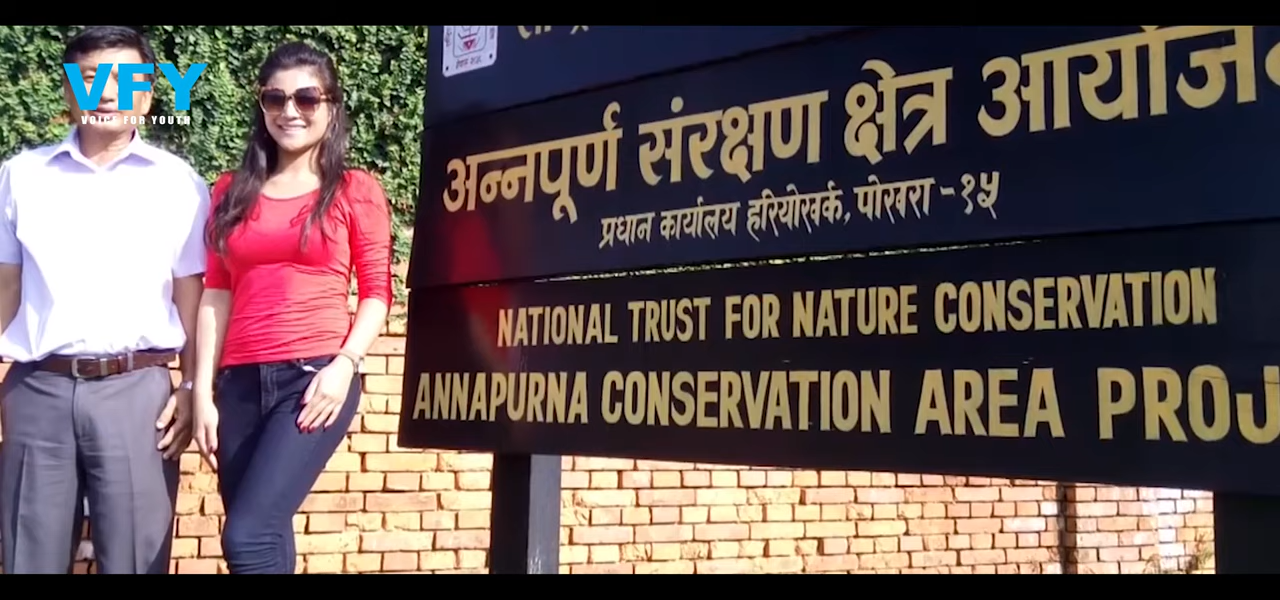 VFY
VOICE FOR YOUTH
अन्नपूर्ण संरक्षण क्षेत्र
प्रधान कार्यालय हरियोखर्क, पोखरा - १५
NATIONAL TRUST FOR NATURE CONSERVATION
ANNAPURNA CONSERVATION AREA PROJ